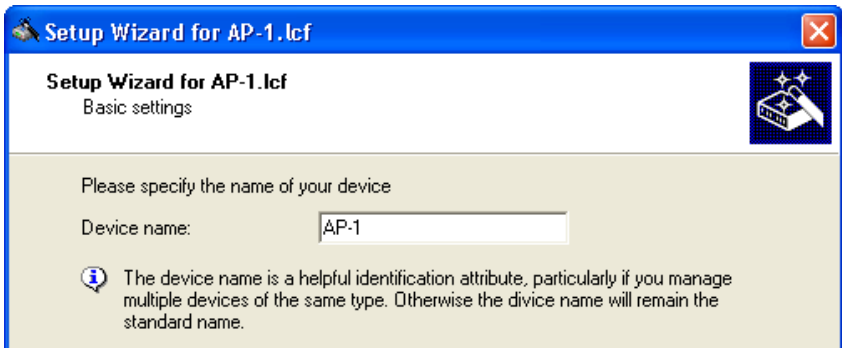 Setup Wizard for AP-1.lcf
Setup Wizard for AP-1.lcf
Basic settings
Please specify the name of your device
Device name:
AP-1
The device name is a helpful identification attribute, particularly if you manage
multiple devices of the same type. Otherwise the divice name will remain the
standard name.